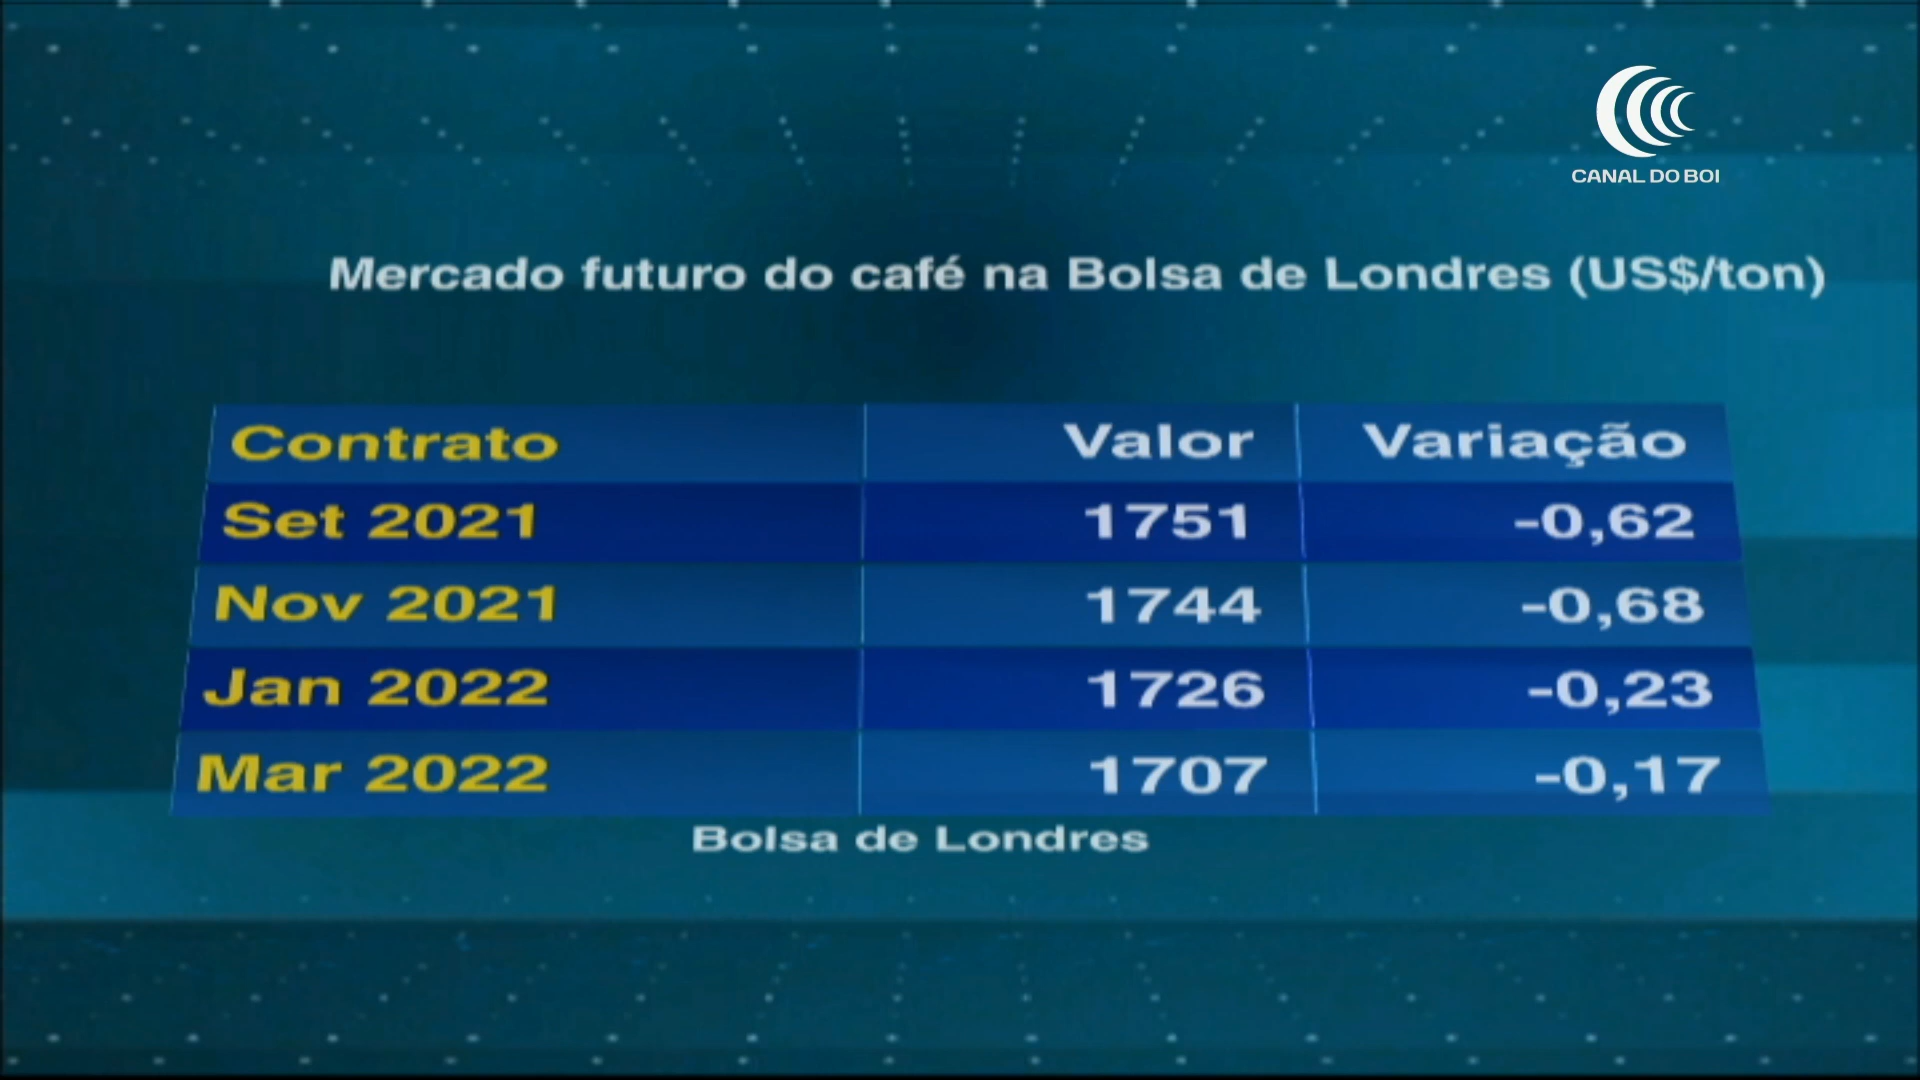 CANAL DO BOI
Mercado futuro do café na Bolsa de Londres (US$/ton)
Contrato Valor Variação
Set 2021 1751 -0,62
Nov 2021 1744 -0,68
Jan 2022 1726 -0,23
Mar 2022 1707 -0,17
Bolsa de Londres